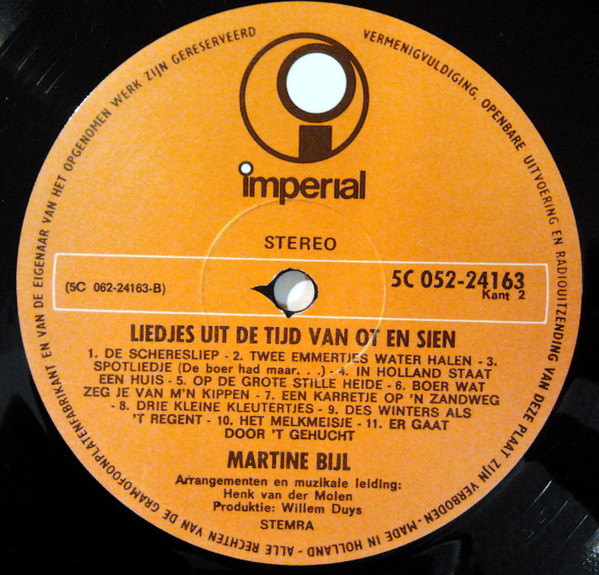 VERMENIGVULDIGING, OPENBARE UITVOERING EN RADIOUITZENDING VAN DEZE PLAAT ZIJN VERBODEN-MADE IN HOLLAND - ALLE RECHTEN VAN DE GRAMOFOONPLATENFABRIKANT EN VAN DE EIGENAAR VAN HET OPGENOMEN WERK ZIJN GERESERVEERD
imperial
STEREO
(5C 062-24163-B)
5C 052-24163
Kant 2
LIEDJES UIT DE TIJD VAN OT EN SIEN
1. DE SCHERESLIEP - 2. TWEE EMMERTJES WATER HALEN - 3.
SPOTLIEDJE (De boer had maar. . .) - 4. IN HOLLAND STAAT
EEN HUIS - 5. OP DE GROTE STILLE HEIDE - 6. BOER WAT
ZEG JE VAN M'N KIPPEN - 7. EEN KARRETJE OP 'N ZANDWEG
- 8. DRIE KLEINE KLEUTERTJES - 9. DES WINTERS ALS
'T REGENT - 10. HET MELKMEISJE - 11. ER GAAT
DOOR 'T GEHUCHT
MARTINE BIJL
Arrangementen en muzikale leiding:
Henk van der Molen
Produktie: Willem Duys
STEMRA